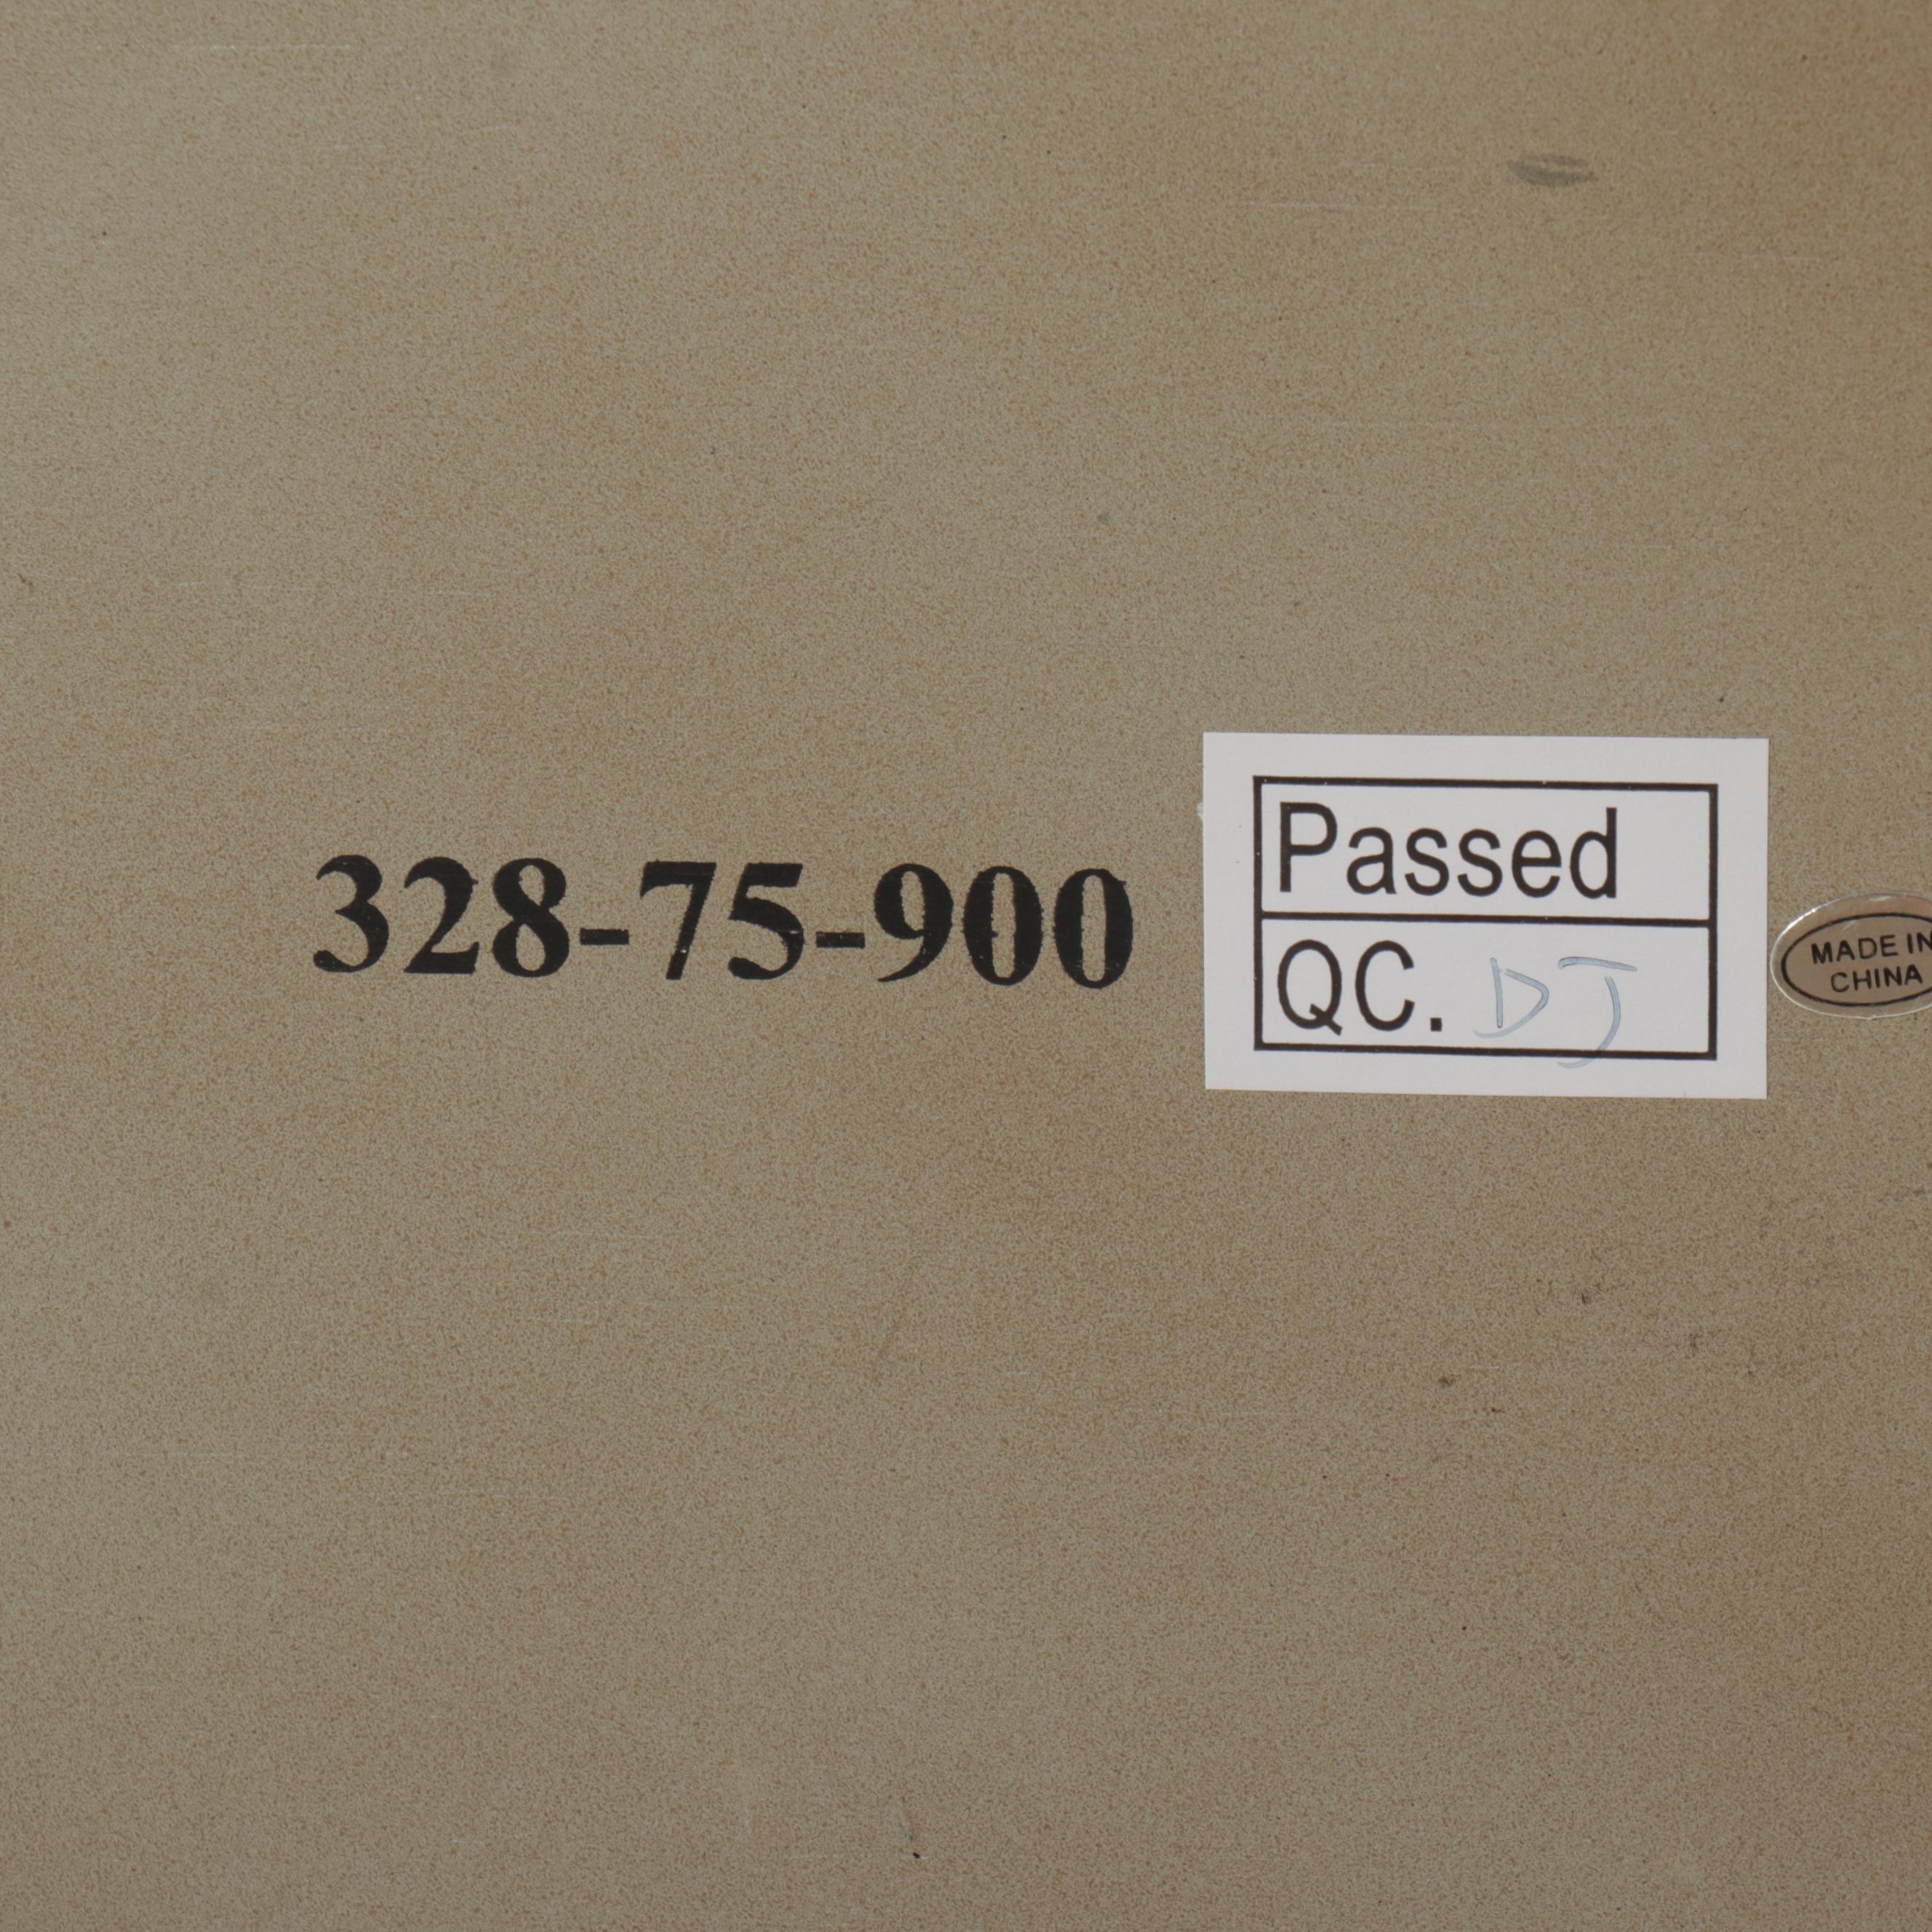 328-75-900
Passed
QC. DJ
MADE IN
CHINA